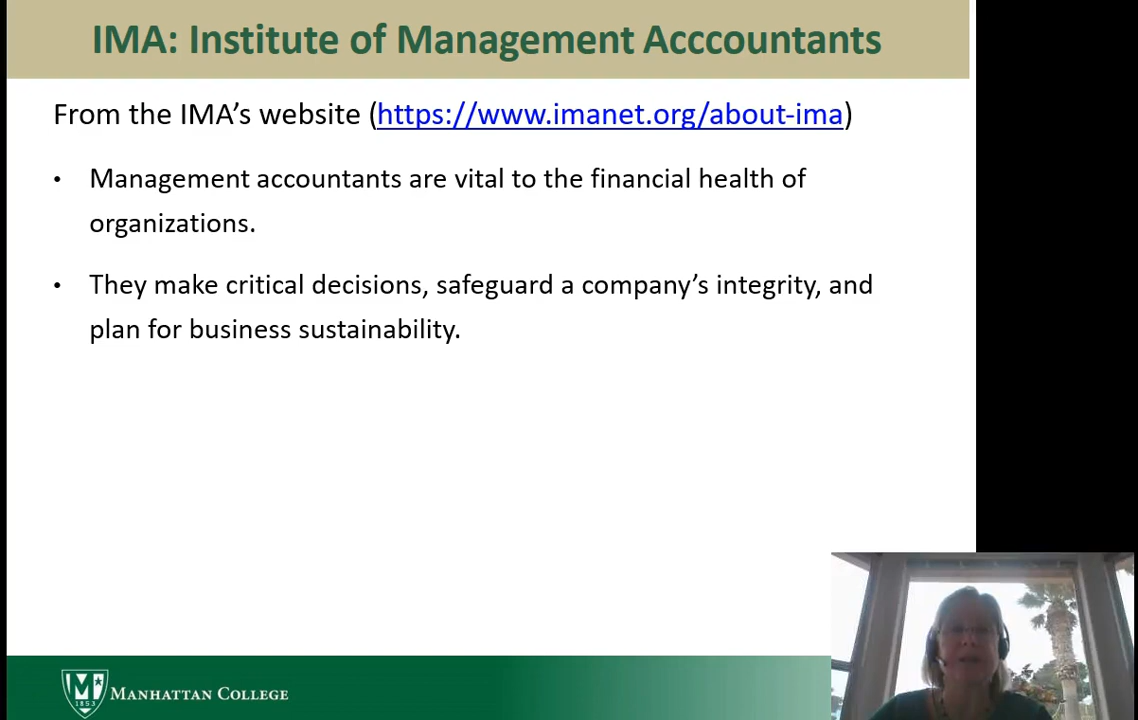 IMA: Institute of Management Acccountants
From the IMA’s website (https://www.imanet.org/about-ima)
• Management accountants are vital to the financial health of
organizations.
• They make critical decisions, safeguard a company’s integrity, and
plan for business sustainability.
M
1853
MANHATTAN COLLEGE